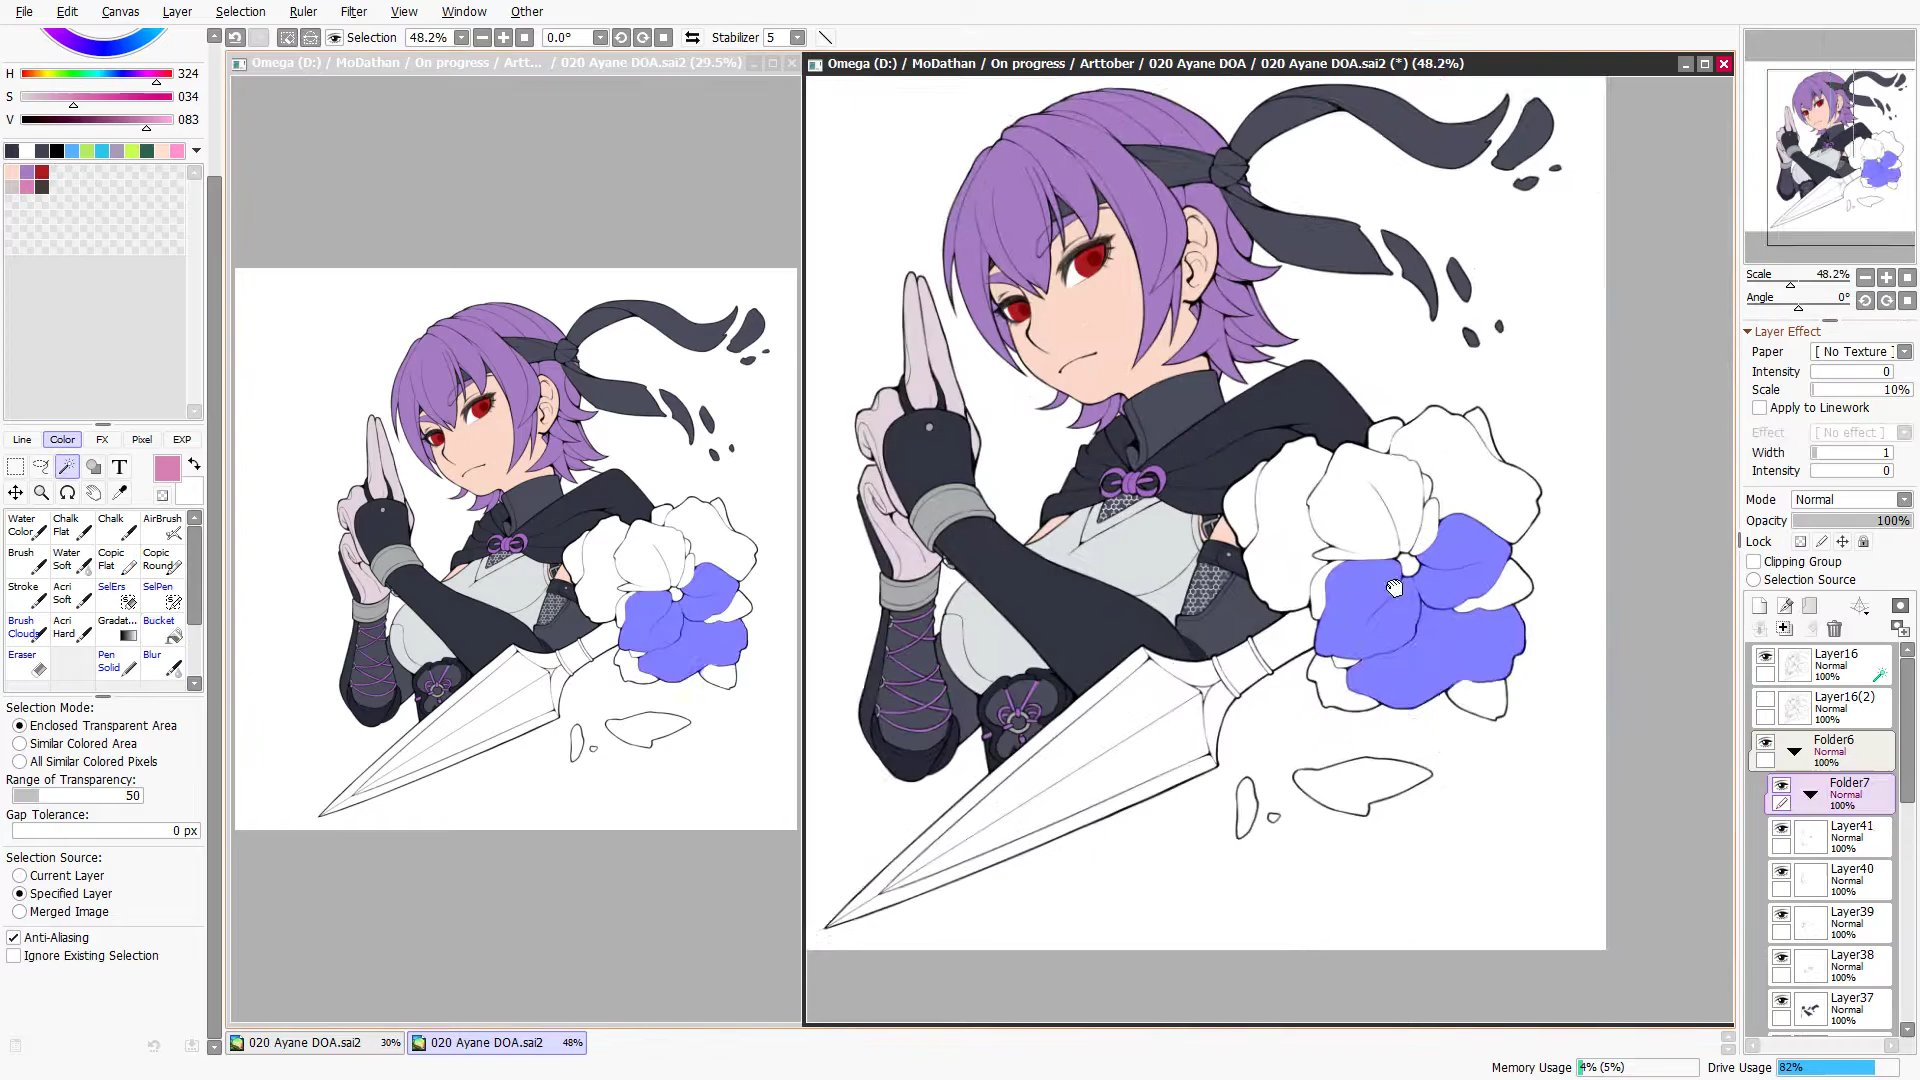 File Edit Canvas Layer Selection Ruler Filter View Window Other
Selection 48.2% 0.0° Stabilizer 5
Omega (D:) / MoDathan / On progress / Artt... / 020 Ayane DOA.sai2 (29.5%)
Omega (D:) / MoDathan / On progress / Arttober / 020 Ayane DOA / 020 Ayane DOA.sai2 (*) (48.2%)
H 324
S 034
V 083
Line Color FX Pixel EXP
T
Water Color
Chalk Flat
Chalk
AirBrush
Brush
Water Soft
Copic Flat
Copic Round
Stroke
Acri Soft
SelErs
SelPen
Brush Clouds
Acri Hard
Gradat...
Bucket
Eraser
Pen Solid
Blur
Selection Mode:
Enclosed Transparent Area
Similar Colored Area
All Similar Colored Pixels
Range of Transparency:
50
Gap Tolerance:
0 px
Selection Source:
Current Layer
Specified Layer
Merged Image
Anti-Aliasing
Ignore Existing Selection
020 Ayane DOA.sai2 30%
020 Ayane DOA.sai2 48%
Scale 48.2%
Angle 0°
Layer Effect
Paper [ No Texture ]
Intensity 0
Scale 10%
Apply to Linework
Effect [ No effect ]
Width 1
Intensity 0
Mode Normal
Opacity 100%
Lock
Clipping Group
Selection Source
Layer16
Normal
100%
Layer16(2)
Normal
100%
Folder6
Normal
100%
Folder7
Normal
100%
Layer41
Normal
100%
Layer40
Normal
100%
Layer39
Normal
100%
Layer38
Normal
100%
Layer37
Normal
100%
Memory Usage 4% (5%) Drive Usage 82%